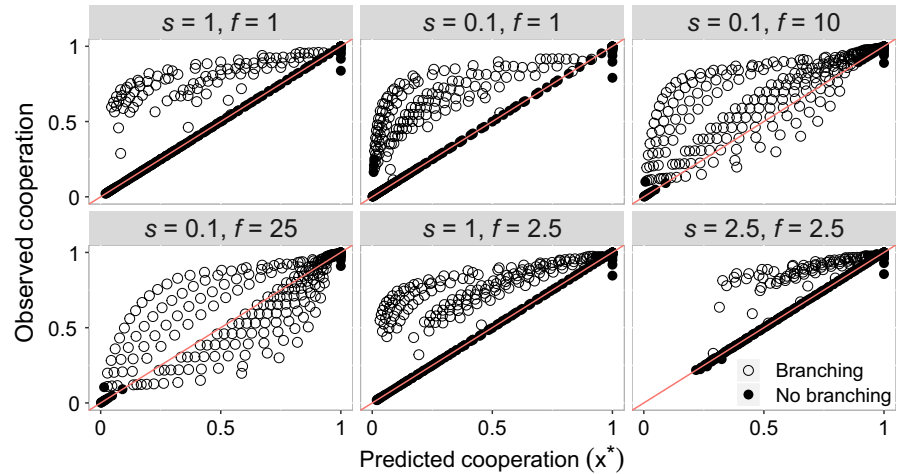 s = 1, f = 1
s = 0.1, f = 1
s = 0.1, f = 10
1
0.5
0
s = 0.1, f = 25
s = 1, f = 2.5
s = 2.5, f = 2.5
1
0.5
0
Observed cooperation
Branching
No branching
0 0.5 1
0 0.5 1
0 0.5 1
Predicted cooperation (x*)